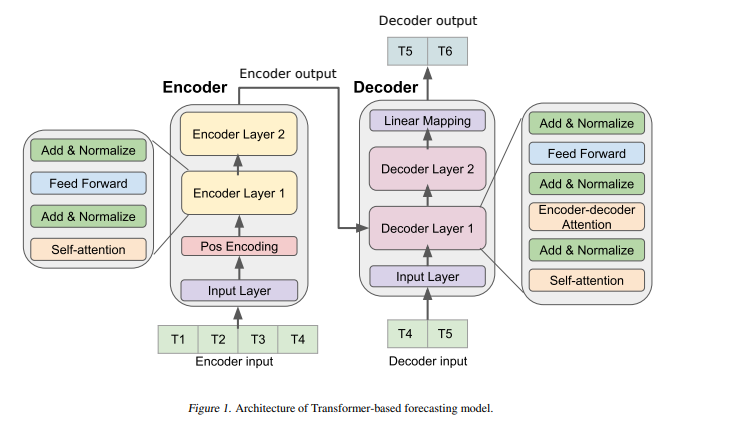 Decoder output
T5 T6
Encoder output
Encoder
Decoder
Encoder Layer 2
Encoder Layer 1
Pos Encoding
Input Layer
Add & Normalize
Feed Forward
Add & Normalize
Self-attention
T1 T2 T3 T4
Encoder input
Linear Mapping
Decoder Layer 2
Decoder Layer 1
Input Layer
T4 T5
Decoder input
Add & Normalize
Feed Forward
Add & Normalize
Encoder-decoder
Attention
Add & Normalize
Self-attention
Figure 1. Architecture of Transformer-based forecasting model.